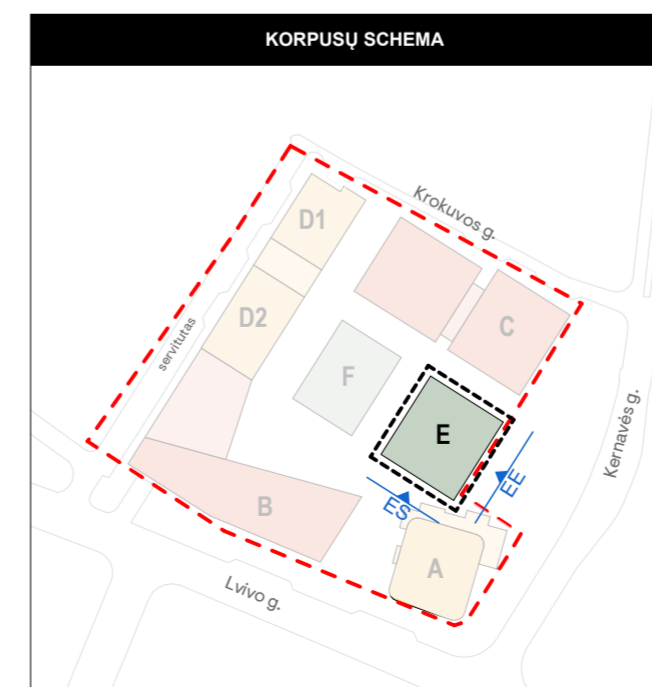 KORPUSŲ SCHEMA
Krokuvos g.
D1
D2
C
servitutas
F
E
Kernavės g.
EE
ES
B
A
Lvivo g.